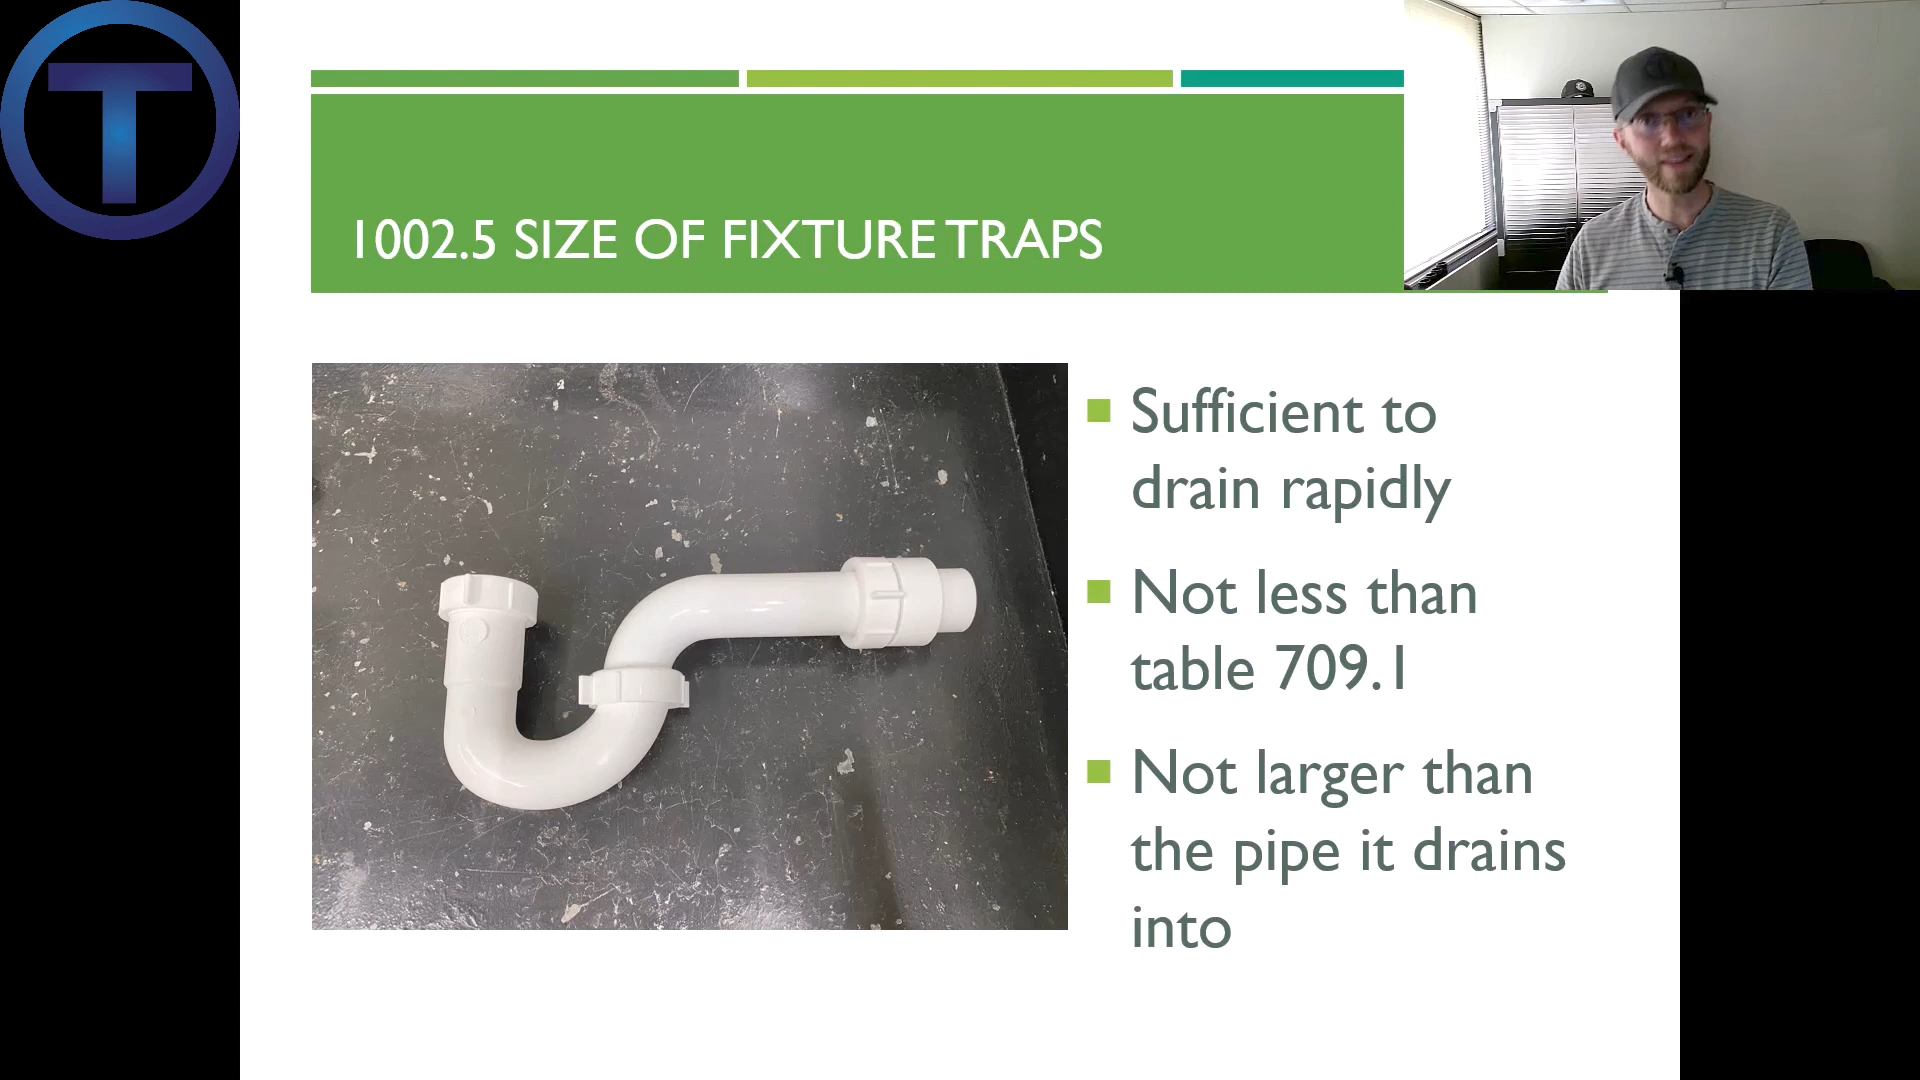 T
1002.5 SIZE OF FIXTURE TRAPS
Sufficient to
drain rapidly
Not less than
table 709.1
Not larger than
the pipe it drains
into